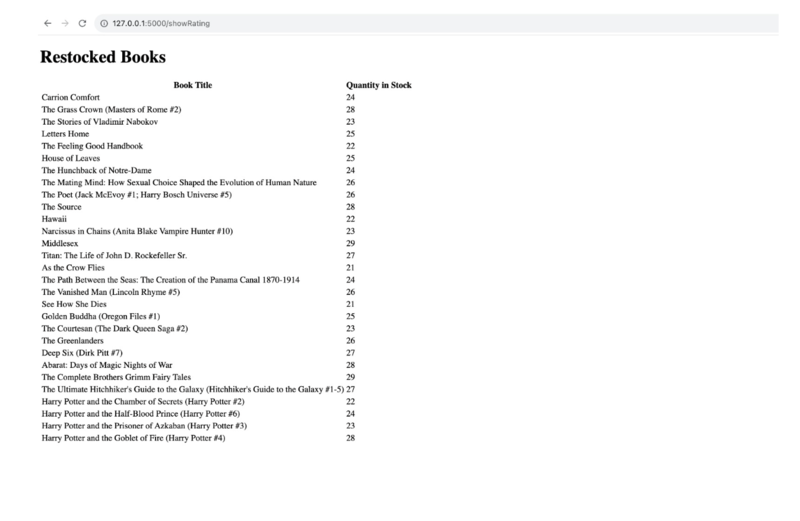 127.0.0.1:5000/showRating
Restocked Books
Book Title Quantity in Stock
Carrion Comfort 24
The Grass Crown (Masters of Rome #2) 28
The Stories of Vladimir Nabokov 23
Letters Home 25
The Feeling Good Handbook 22
House of Leaves 25
The Hunchback of Notre-Dame 24
The Mating Mind: How Sexual Choice Shaped the Evolution of Human Nature 26
The Poet (Jack McEvoy #1; Harry Bosch Universe #5) 26
The Source 28
Hawaii 22
Narcissus in Chains (Anita Blake Vampire Hunter #10) 23
Middlesex 29
Titan: The Life of John D. Rockefeller Sr. 27
As the Crow Flies 21
The Path Between the Seas: The Creation of the Panama Canal 1870-1914 24
The Vanished Man (Lincoln Rhyme #5) 26
See How She Dies 21
Golden Buddha (Oregon Files #1) 25
The Courtesan (The Dark Queen Saga #2) 23
The Greenlanders 26
Deep Six (Dirk Pitt #7) 27
Abarat: Days of Magic Nights of War 28
The Complete Brothers Grimm Fairy Tales 29
The Ultimate Hitchhiker's Guide to the Galaxy (Hitchhiker's Guide to the Galaxy #1-5) 27
Harry Potter and the Chamber of Secrets (Harry Potter #2) 22
Harry Potter and the Half-Blood Prince (Harry Potter #6) 24
Harry Potter and the Prisoner of Azkaban (Harry Potter #3) 23
Harry Potter and the Goblet of Fire (Harry Potter #4) 28